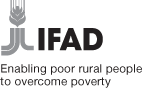 IFAD
Enabling poor rural people
to overcome poverty